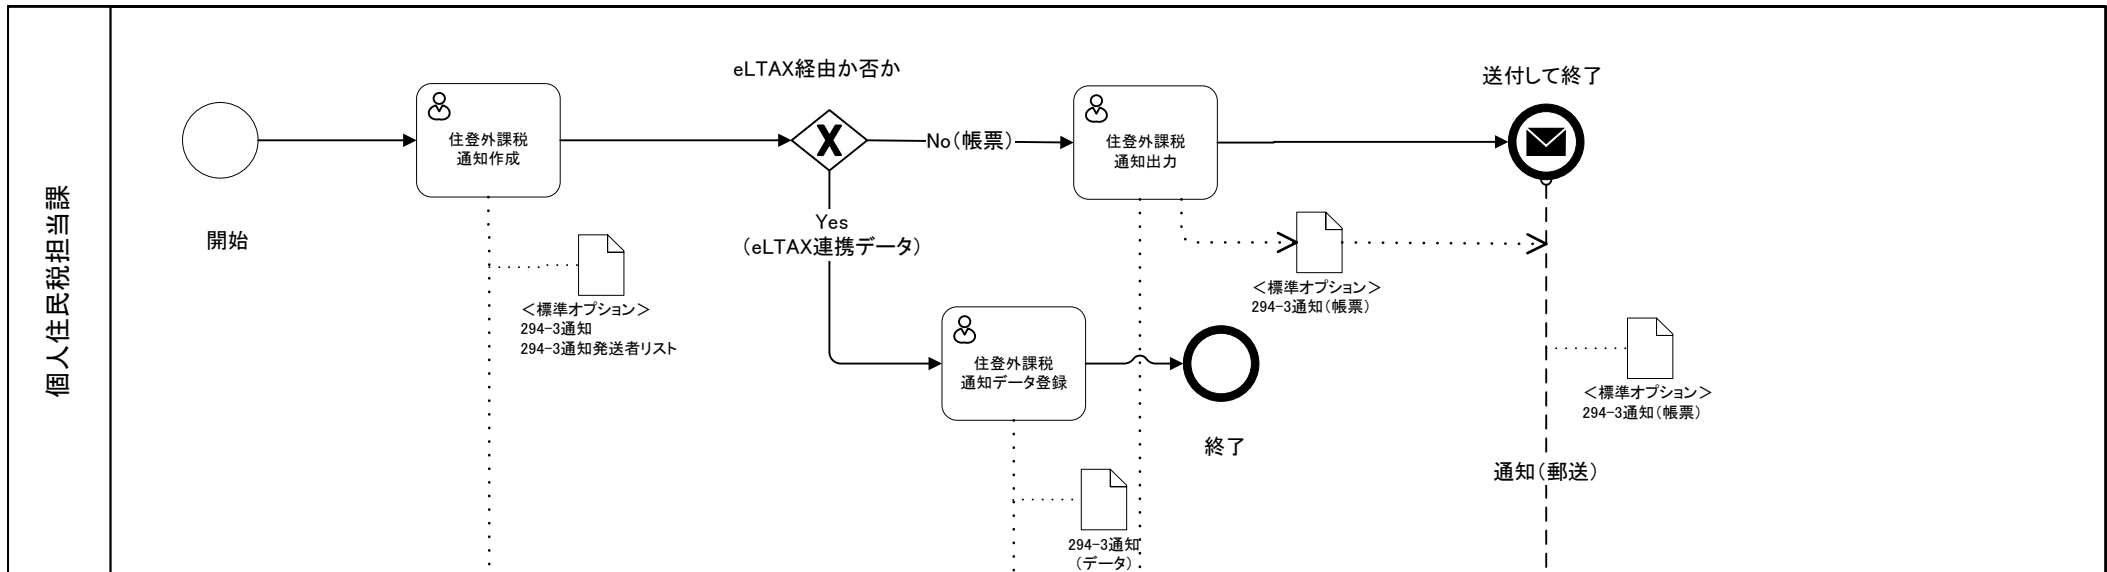 個人住民税担当課
開始
住登外課税
通知作成
<標準オプション>
294-3通知
294-3通知発送者リスト
eLTAX経由か否か
No(帳票)
Yes
(eLTAX連携データ)
住登外課税
通知データ登録
終了
294-3通知
(データ)
住登外課税
通知出力
<標準オプション>
294-3通知(帳票)
送付して終了
<標準オプション>
294-3通知(帳票)
通知(郵送)